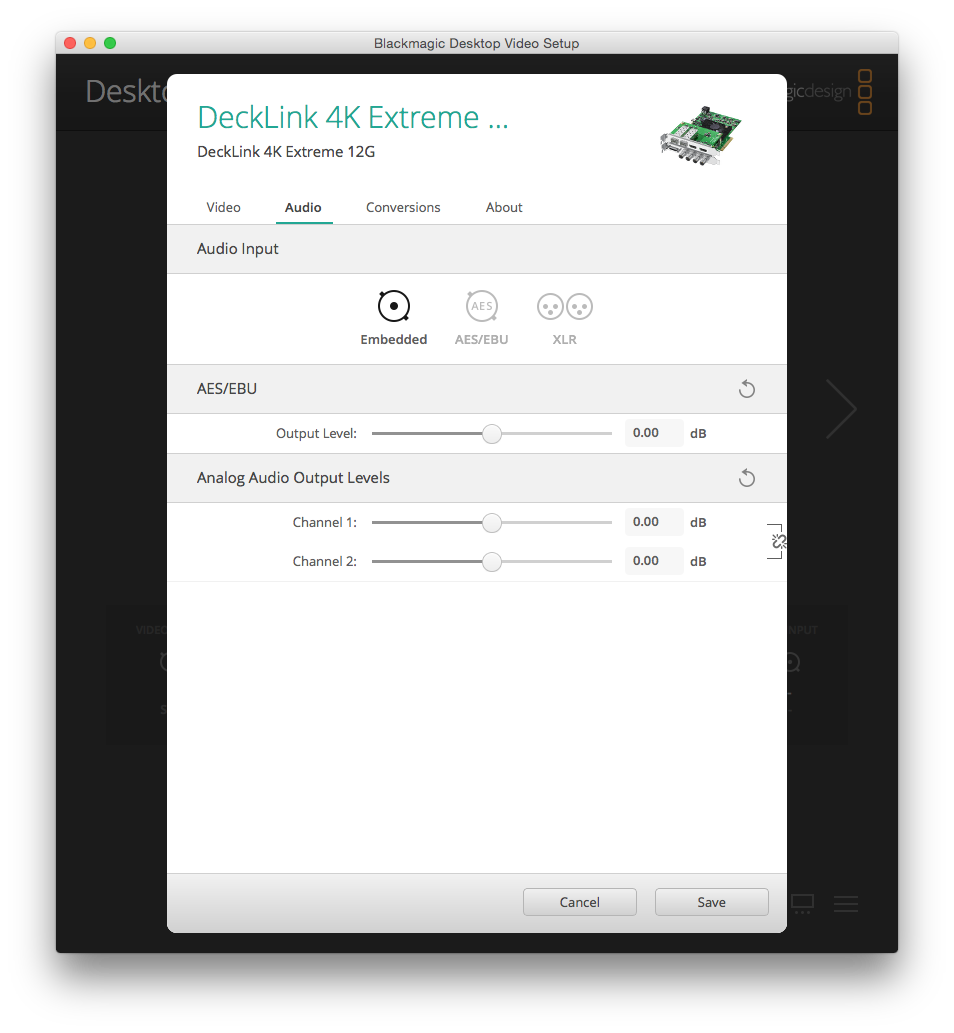 Blackmagic Desktop Video Setup
Deskto
gicdesign
DeckLink 4K Extreme ...
DeckLink 4K Extreme 12G
Video Audio Conversions About
Audio Input
AES
Embedded AES/EBU XLR
AES/EBU
Output Level: 0.00 dB
Analog Audio Output Levels
Channel 1: 0.00 dB
Channel 2: 0.00 dB
VIDEO
INPUT
S
Cancel Save